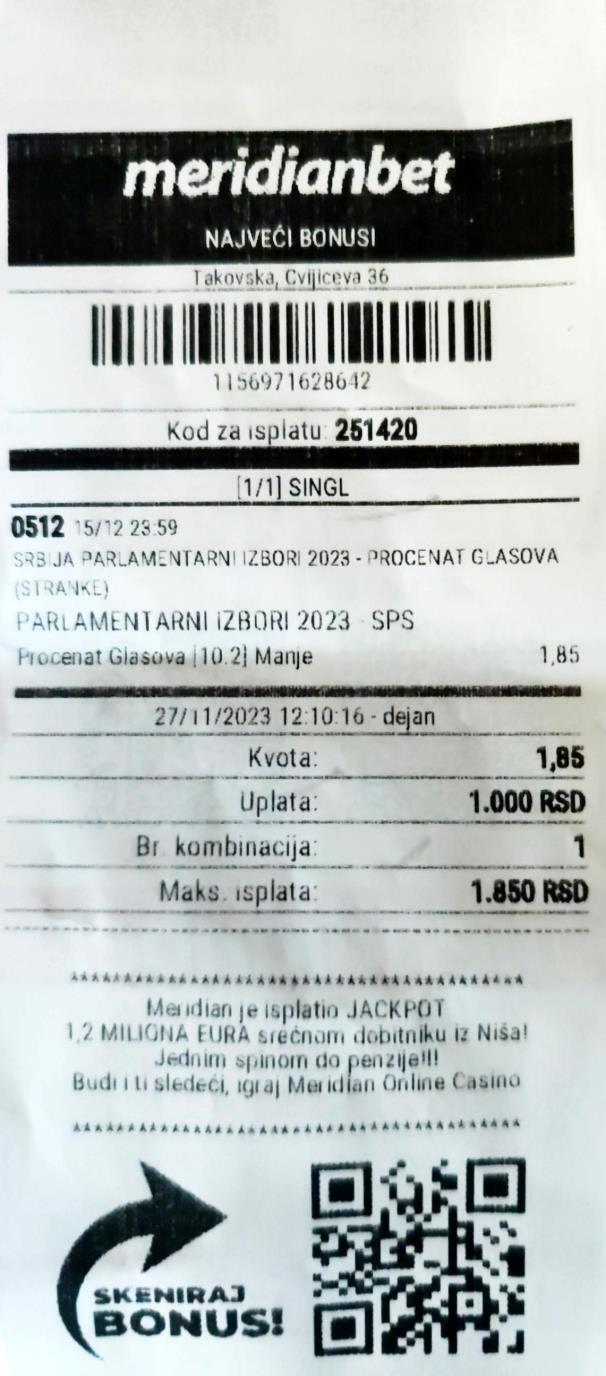 meridianbet
NAJVEĆI BONUSI
Takovska, Cvijiceva 36
1156971628642
Kod za isplatu: 251420
[1/1] SINGL
0512 15/12 23:59
SRBIJA PARLAMENTARNI IZBORI 2023 - PROCENAT GLASOVA
(STRANKE)
PARLAMENTARNI IZBORI 2023 - SPS
Procenat Glasova [10.2] Manje 1,85
27/11/2023 12:10:16 - dejan
Kvota: 1,85
Uplata: 1.000 RSD
Br. kombinacija: 1
Maks. isplata: 1.850 RSD
Meridian je isplatio JACKPOT
1,2 MILIONA EURA srećnom dobitniku iz Niša!
Jednim spinom do penzije!!!
Budi i ti sledeći, igraj Meridian Online Casino
SKENIRAJ
BONUS!